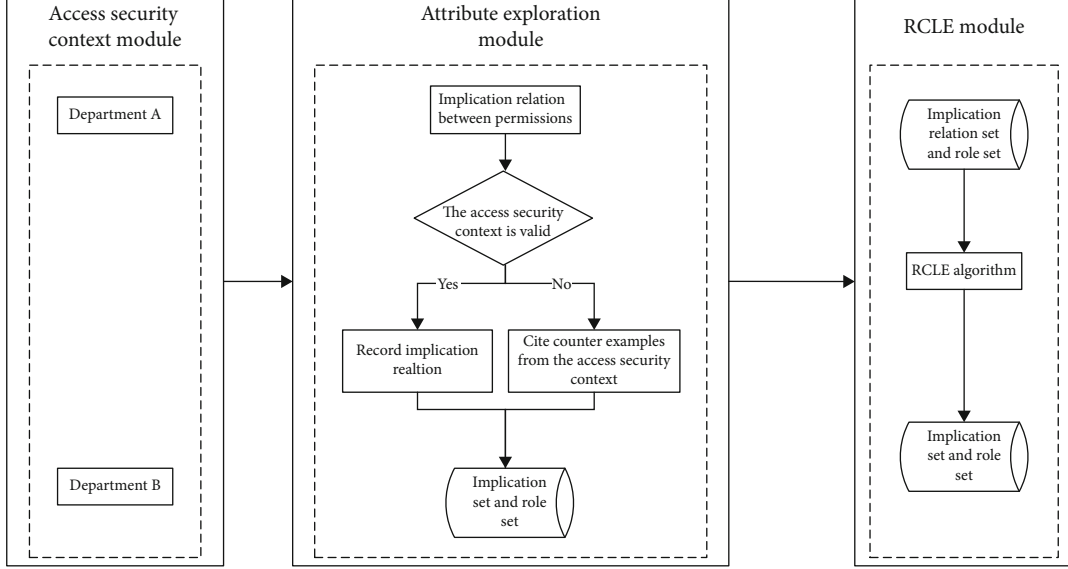 Access security
context module
Department A
Department B
Attribute exploration
module
Implication relation
between permissions
The access security
context is valid
Yes
No
Record implication
realtion
Cite counter examples
from the access security
context
Implication
set and role
set
RCLE module
Implication
relation set
and role set
RCLE algorithm
Implication
set and role
set